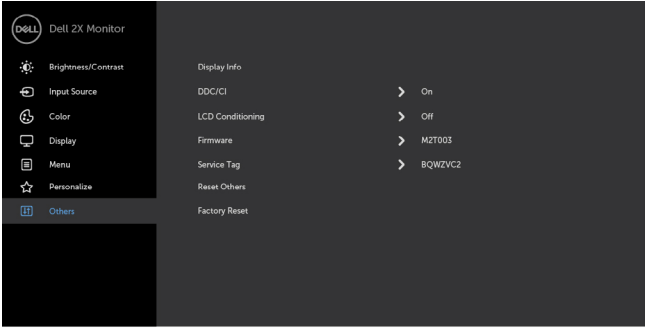 DELL Dell 2X Monitor
Brightness/Contrast
Display Info
Input Source
DDC/CI On
Color
LCD Conditioning Off
Display
Firmware M2T003
Menu
Service Tag BQWZVC2
Personalize
Reset Others
Others
Factory Reset